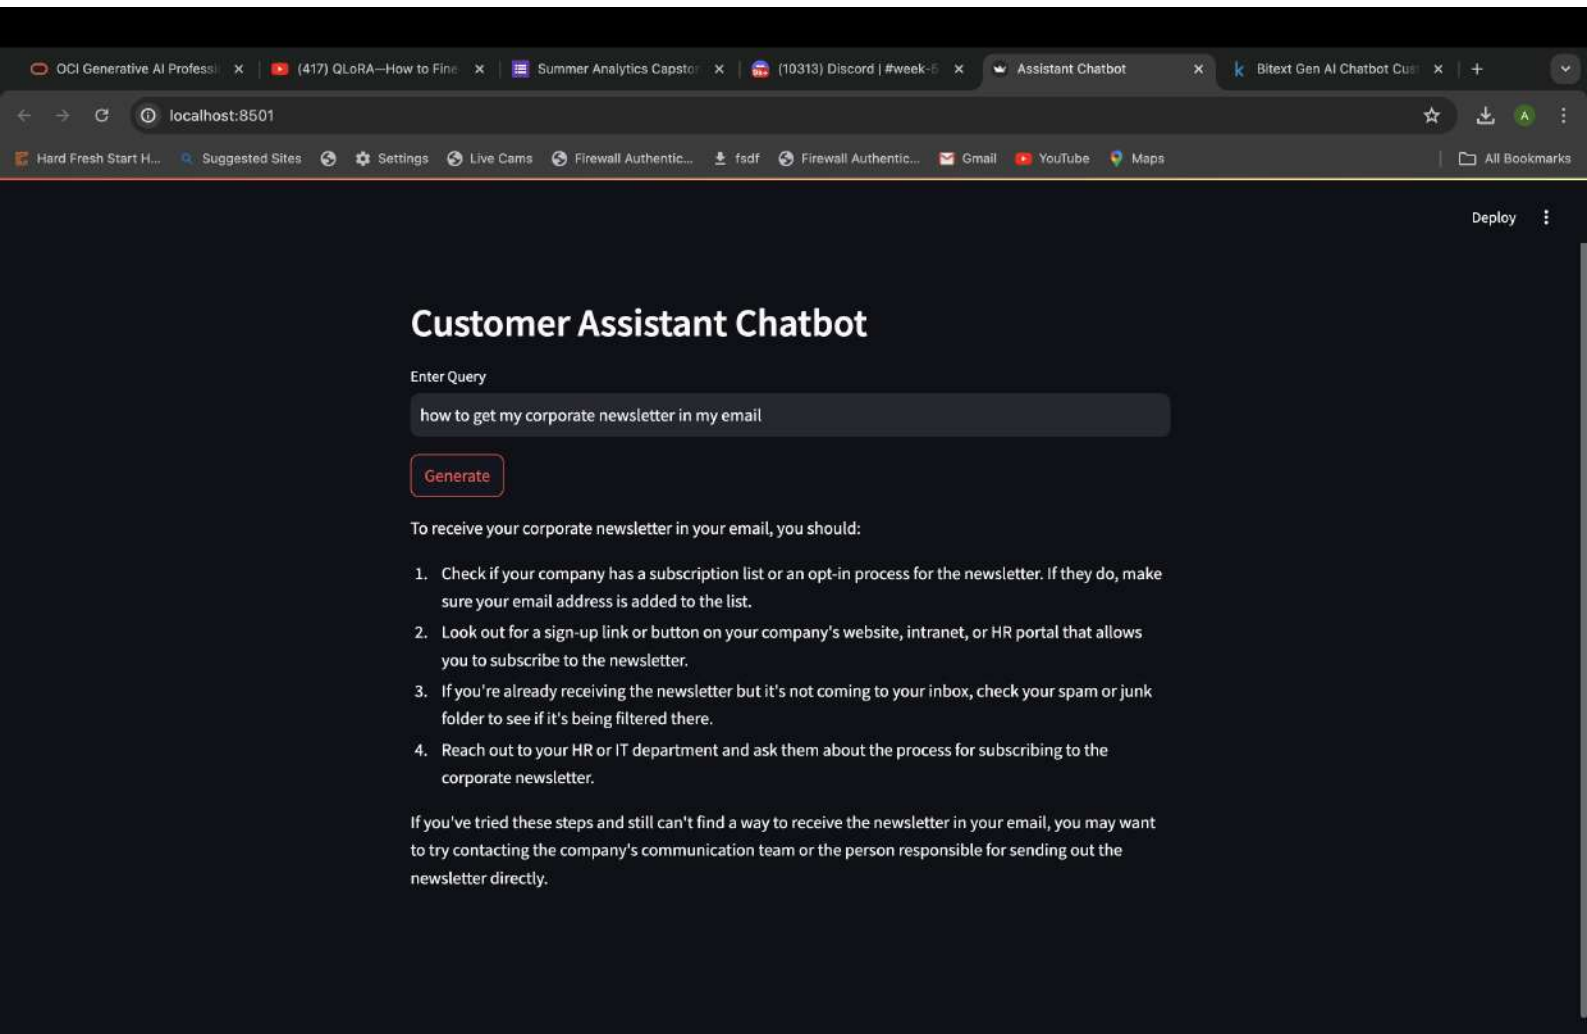 OCI Generative AI Professi
(417) QLoRA—How to Fine
Summer Analytics Capstor
(10313) Discord | #week-6
Assistant Chatbot
Bitext Gen AI Chatbot Cus
localhost:8501
A
Hard Fresh Start H...
Suggested Sites
Settings
Live Cams
Firewall Authentic...
fsdf
Firewall Authentic...
Gmail
YouTube
Maps
All Bookmarks
Deploy
Customer Assistant Chatbot
Enter Query
how to get my corporate newsletter in my email
Generate
To receive your corporate newsletter in your email, you should:
1. Check if your company has a subscription list or an opt-in process for the newsletter. If they do, make
sure your email address is added to the list.
2. Look out for a sign-up link or button on your company's website, intranet, or HR portal that allows
you to subscribe to the newsletter.
3. If you're already receiving the newsletter but it's not coming to your inbox, check your spam or junk
folder to see if it's being filtered there.
4. Reach out to your HR or IT department and ask them about the process for subscribing to the
corporate newsletter.
If you've tried these steps and still can't find a way to receive the newsletter in your email, you may want
to try contacting the company's communication team or the person responsible for sending out the
newsletter directly.